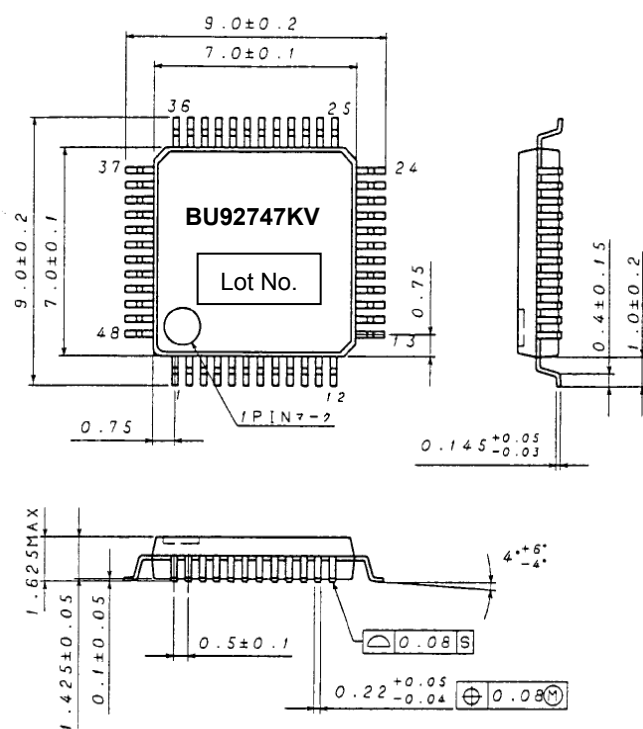 9.0±0.2
7.0±0.1
36
25
37
24
9.0±0.2
7.0±0.1
BU92747KV
Lot No.
0.75
48
13
1
12
1PINマーク
0.75
0.4±0.15
1.0±0.2
0.145 +0.05 -0.03
1.625MAX
1.425±0.05
0.1±0.05
0.5±0.1
4° +6° -4°
⌓ 0.08 S
0.22 +0.05 -0.04 ⌖ 0.08 Ⓜ